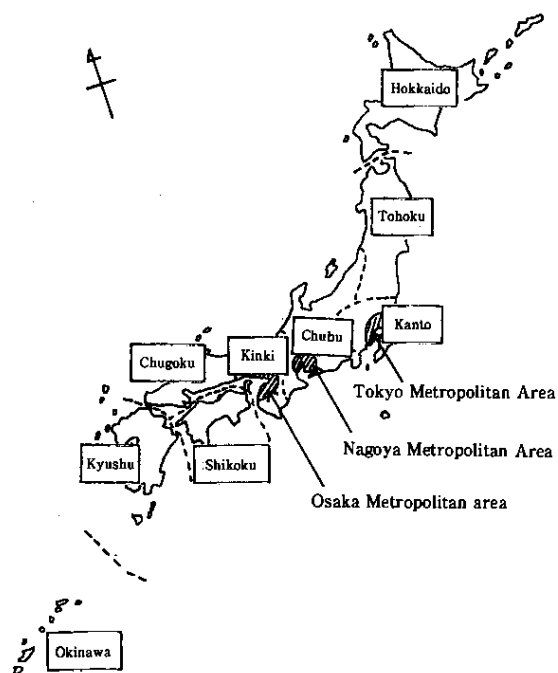 Hokkaido
Tohoku
Kanto
Chubu
Kinki
Chugoku
Tokyo Metropolitan Area
Nagoya Metropolitan Area
Kyushu
Shikoku
Osaka Metropolitan area
Okinawa